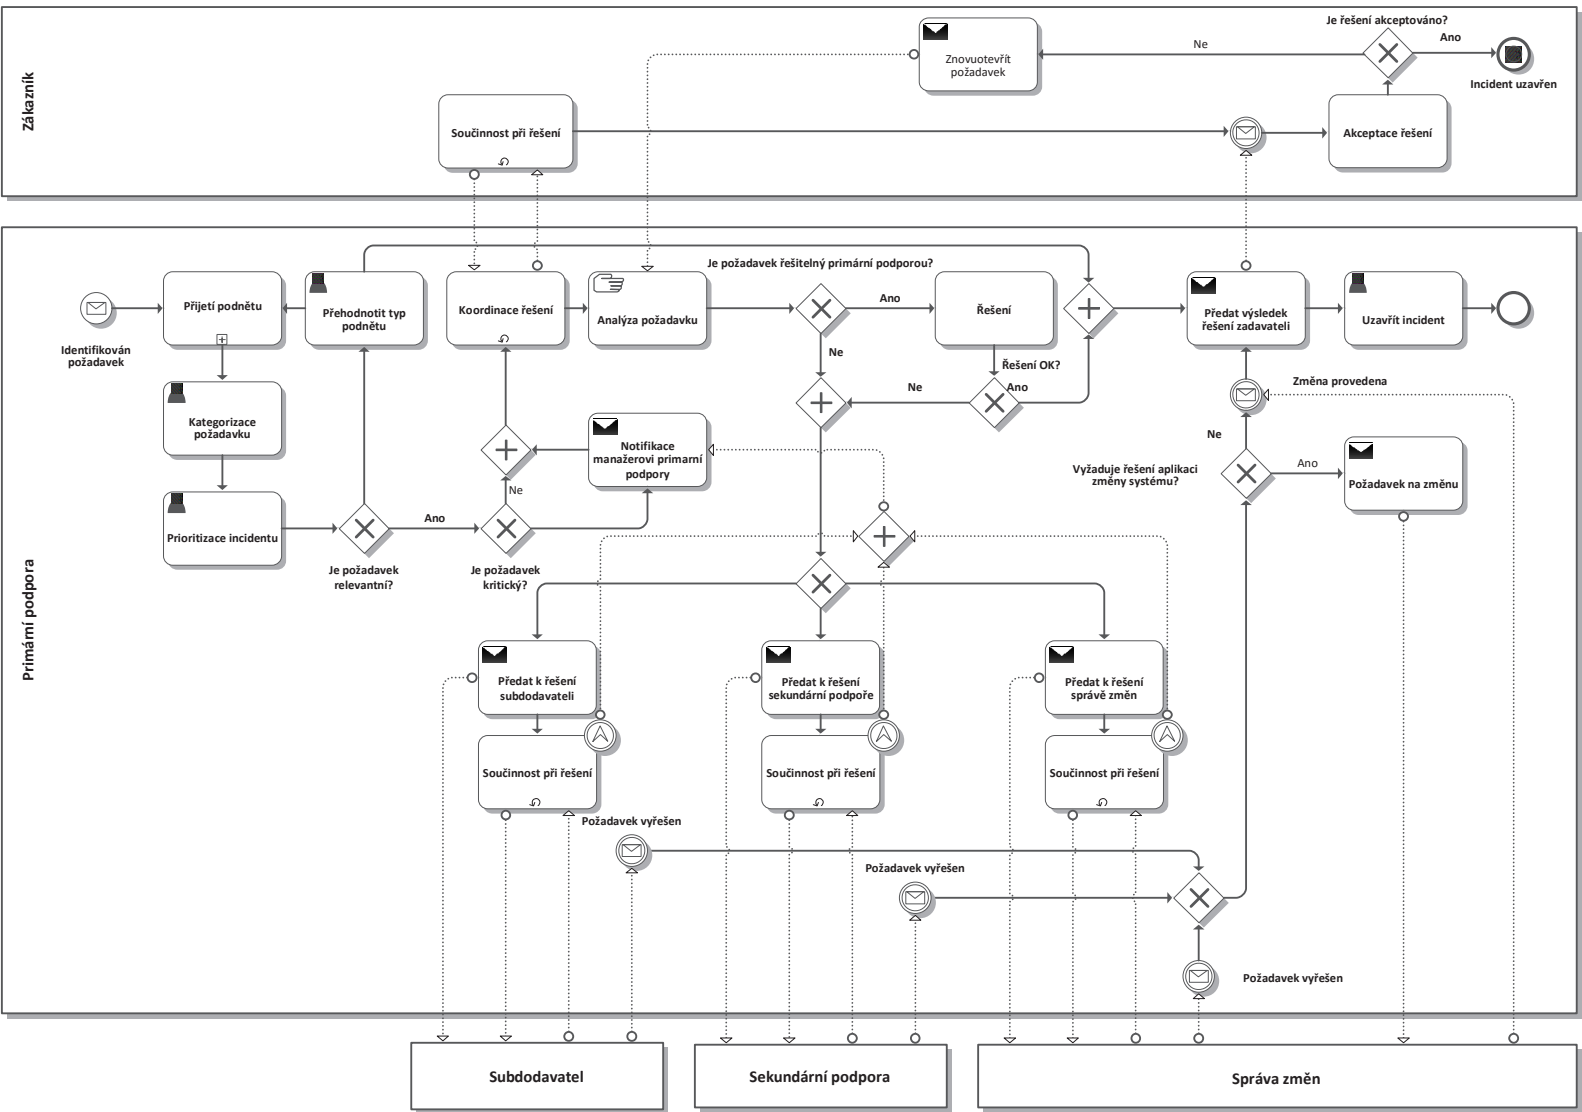 Zákazník
Je řešení akceptováno?
Ano
Ne
Znovuotevřít
požadavek
Incident uzavřen
Součinnost při řešení
Akceptace řešení
Primární podpora
Je požadavek řešitelný primární podporou?
Identifikován
požadavek
Přijetí podnětu
Přehodnotit typ
podnětu
Koordinace řešení
Analýza požadavku
Ano
Řešení
Předat výsledek
řešení zadavateli
Uzavřít incident
Ne
Řešení OK?
Ano
Ne
Změna provedena
Kategorizace
požadavku
Notifikace
manažerovi primarní
podpory
Ne
Ne
Vyžaduje řešení aplikaci
změny systému?
Ano
Požadavek na změnu
Prioritizace incidentu
Ano
Je požadavek
relevantní?
Je požadavek
kritický?
Předat k řešení
subdodavateli
Předat k řešení
sekundární podpoře
Předat k řešení
správě změn
Součinnost při řešení
Součinnost při řešení
Součinnost při řešení
Požadavek vyřešen
Požadavek vyřešen
Požadavek vyřešen
Subdodavatel
Sekundární podpora
Správa změn